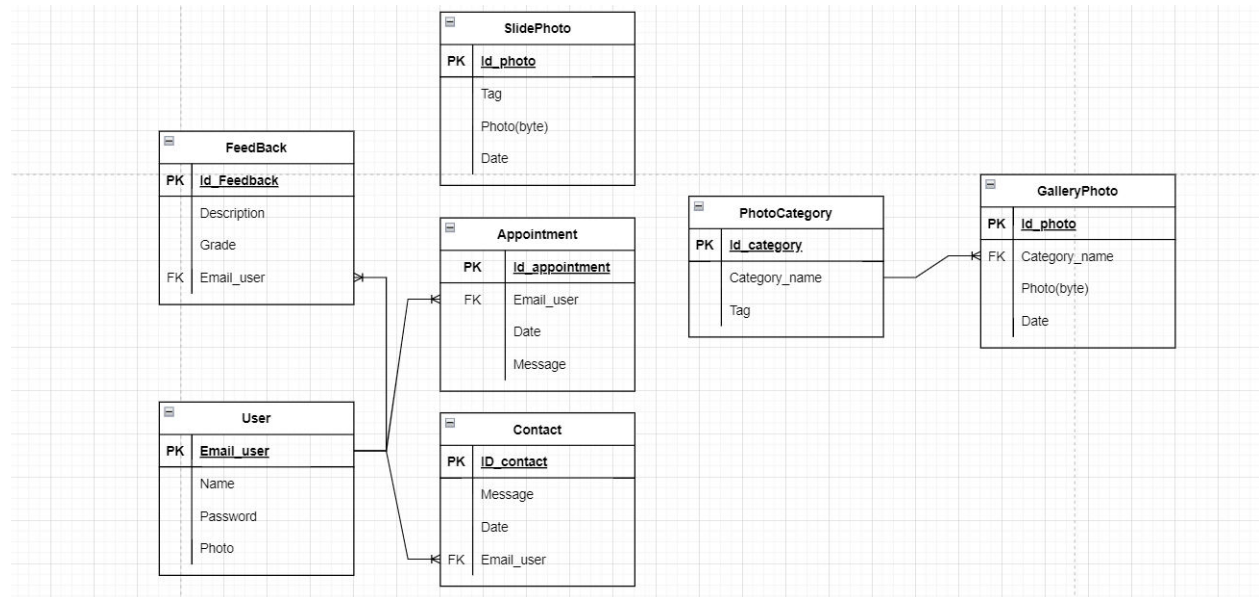 SlidePhoto
PK Id_photo
Tag
Photo(byte)
Date
FeedBack
PK Id_Feedback
Description
Grade
FK Email_user
Appointment
PK Id_appointment
FK Email_user
Date
Message
PhotoCategory
PK Id_category
Category_name
Tag
GalleryPhoto
PK Id_photo
FK Category_name
Photo(byte)
Date
User
PK Email_user
Name
Password
Photo
Contact
PK ID_contact
Message
Date
FK Email_user